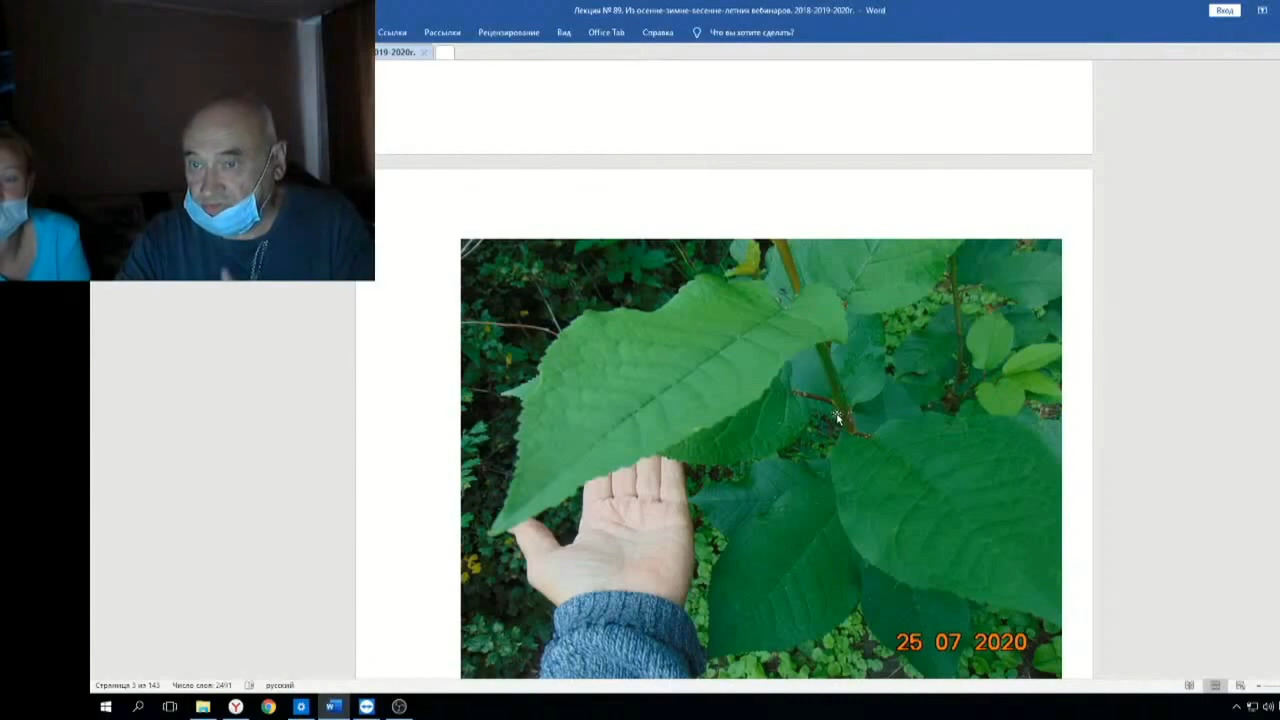 Лекция № 89. Из осенне-зимне-весенне-летних вебинаров. 2018-2019-2020г. - Word
Вход
Ссылки Рассылки Рецензирование Вид Office Tab Справка Что вы хотите сделать?
019-2020г.
25 07 2020
Страница 3 из 143 Число слов: 2491 русский